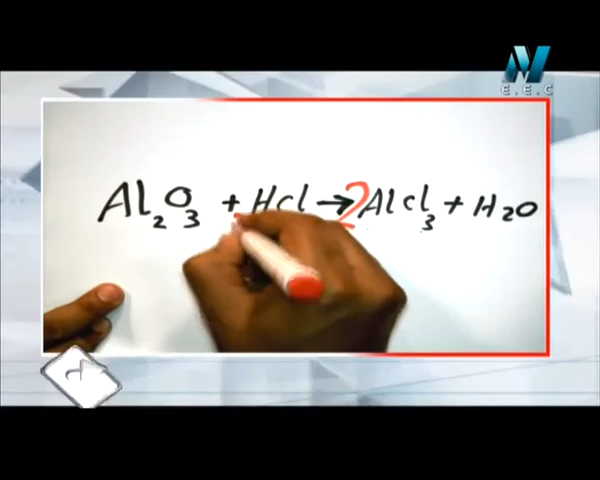 E.E.C
Al₂O₃ + HCl → 2AlCl₃ + H₂O